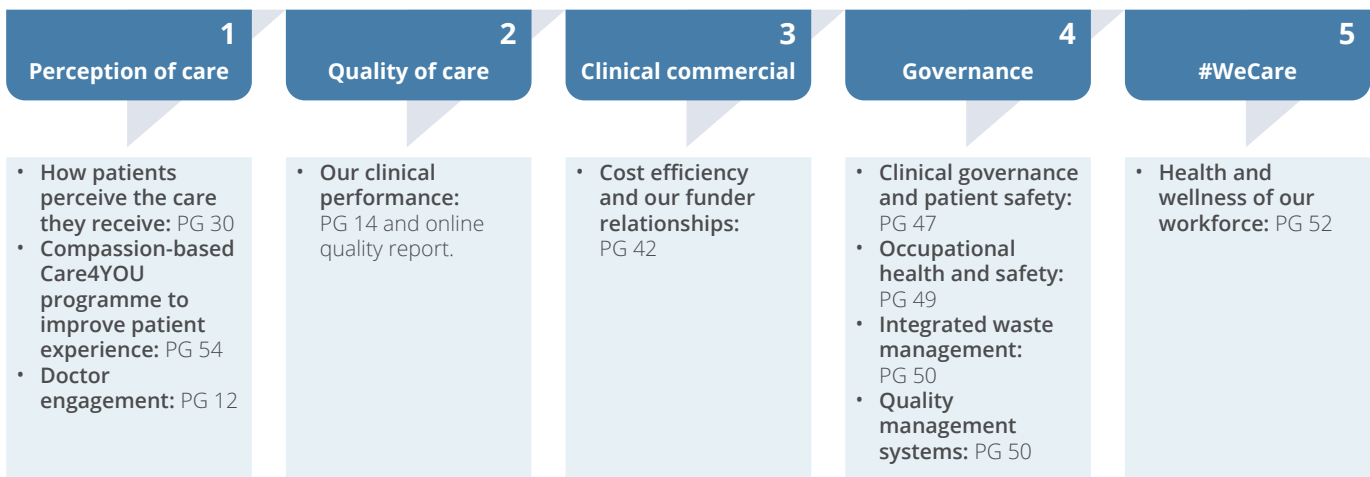 1
Perception of care
• How patients
perceive the care
they receive: PG 30
• Compassion-based
Care4YOU
programme to
improve patient
experience: PG 54
• Doctor
engagement: PG 12
2
Quality of care
• Our clinical
performance:
PG 14 and online
quality report.
3
Clinical commercial
• Cost efficiency
and our funder
relationships:
PG 42
4
Governance
• Clinical governance
and patient safety:
PG 47
• Occupational
health and safety:
PG 49
• Integrated waste
management:
PG 50
• Quality
management
systems: PG 50
5
#WeCare
• Health and
wellness of our
workforce: PG 52